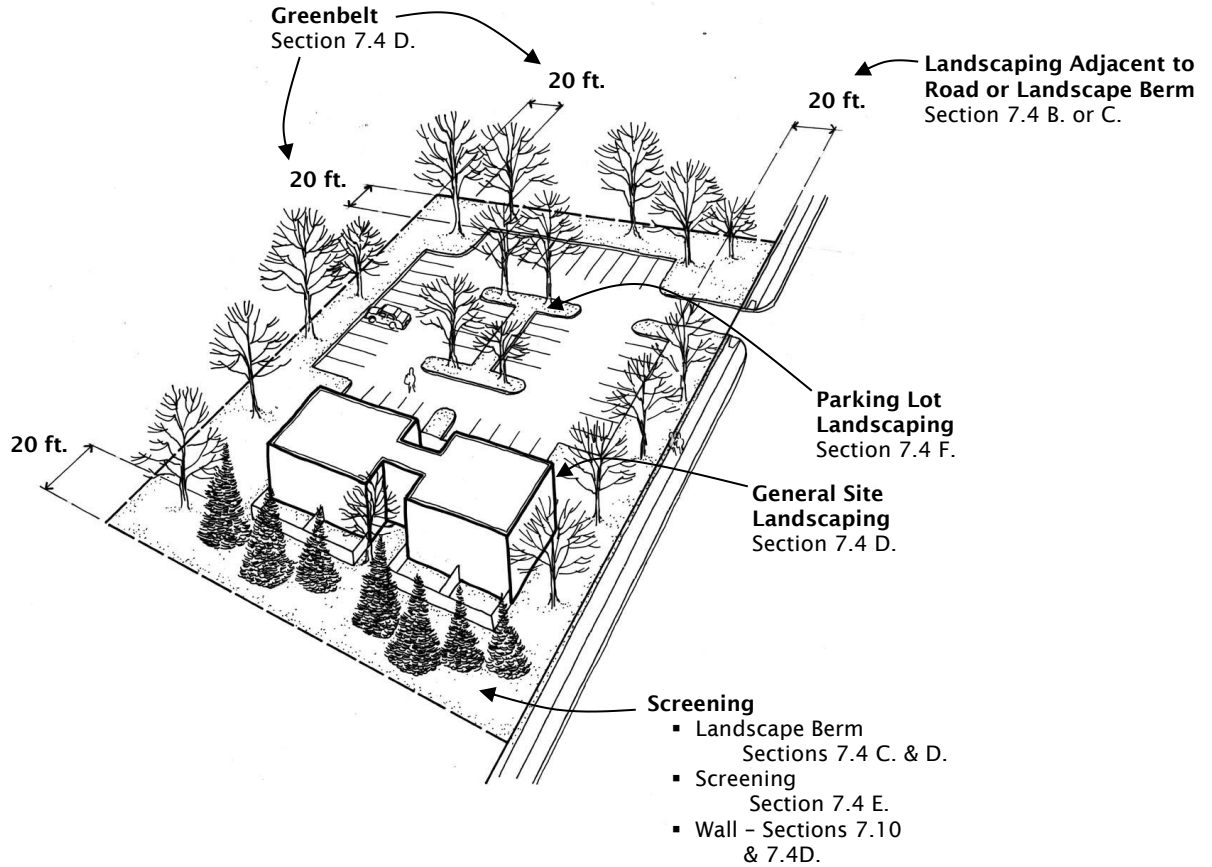 Greenbelt
Section 7.4 D.
20 ft.
Landscaping Adjacent to
Road or Landscape Berm
Section 7.4 B. or C.
20 ft.
20 ft.
20 ft.
Parking Lot
Landscaping
Section 7.4 F.
General Site
Landscaping
Section 7.4 D.
Screening
▪ Landscape Berm
Sections 7.4 C. & D.
▪ Screening
Section 7.4 E.
▪ Wall – Sections 7.10
& 7.4D.